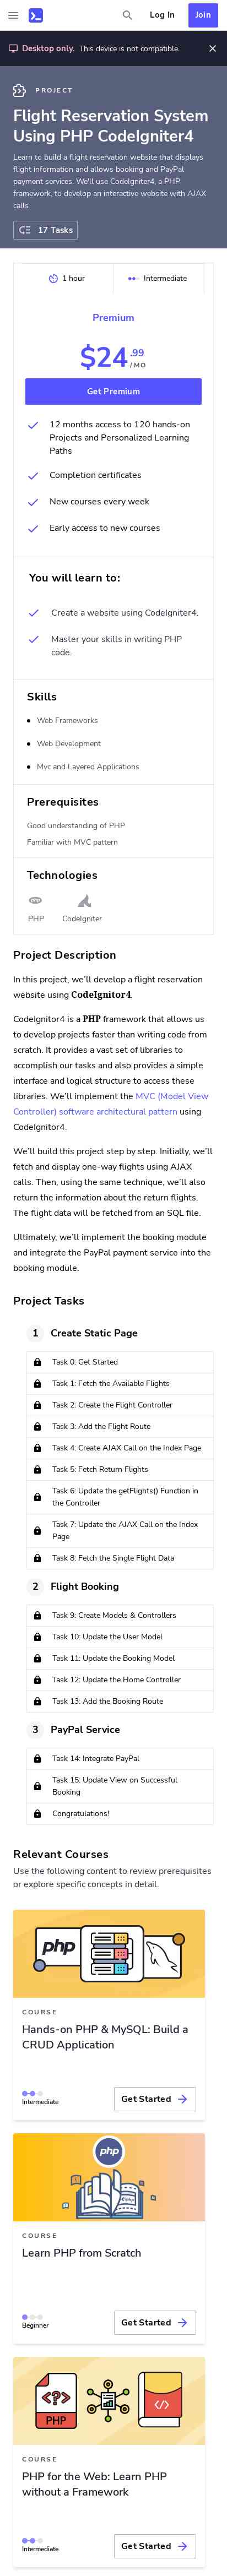 Log In
Join
Desktop only. This device is not compatible.
PROJECT
Flight Reservation System
Using PHP CodeIgniter4
Learn to build a flight reservation website that displays
flight information and allows booking and PayPal
payment services. We'll use CodeIgniter4, a PHP
framework, to develop an interactive website with AJAX
calls.
17 Tasks
1 hour
Intermediate
Premium
$24.99
/ MO
Get Premium
12 months access to 120 hands-on
Projects and Personalized Learning
Paths
Completion certificates
New courses every week
Early access to new courses
You will learn to:
Create a website using CodeIgniter4.
Master your skills in writing PHP
code.
Skills
Web Frameworks
Web Development
Mvc and Layered Applications
Prerequisites
Good understanding of PHP
Familiar with MVC pattern
Technologies
php
PHP
CodeIgniter
Project Description
In this project, we’ll develop a flight reservation
website using CodeIgnitor4.
CodeIgnitor4 is a PHP framework that allows us
to develop projects faster than writing code from
scratch. It provides a vast set of libraries to
accomplish our tasks and also provides a simple
interface and logical structure to access these
libraries. We’ll implement the MVC (Model View
Controller) software architectural pattern using
CodeIgnitor4.
We’ll build this project step by step. Initially, we’ll
fetch and display one-way flights using AJAX
calls. Then, using the same technique, we’ll also
return the information about the return flights.
The flight data will be fetched from an SQL file.
Ultimately, we’ll implement the booking module
and integrate the PayPal payment service into the
booking module.
Project Tasks
1 Create Static Page
Task 0: Get Started
Task 1: Fetch the Available Flights
Task 2: Create the Flight Controller
Task 3: Add the Flight Route
Task 4: Create AJAX Call on the Index Page
Task 5: Fetch Return Flights
Task 6: Update the getFlights() Function in
the Controller
Task 7: Update the AJAX Call on the Index
Page
Task 8: Fetch the Single Flight Data
2 Flight Booking
Task 9: Create Models & Controllers
Task 10: Update the User Model
Task 11: Update the Booking Model
Task 12: Update the Home Controller
Task 13: Add the Booking Route
3 PayPal Service
Task 14: Integrate PayPal
Task 15: Update View on Successful
Booking
Congratulations!
Relevant Courses
Use the following content to review prerequisites
or explore specific concepts in detail.
php
COURSE
Hands-on PHP & MySQL: Build a
CRUD Application
Intermediate
Get Started
php
COURSE
Learn PHP from Scratch
Beginner
Get Started
PHP
COURSE
PHP for the Web: Learn PHP
without a Framework
Intermediate
Get Started